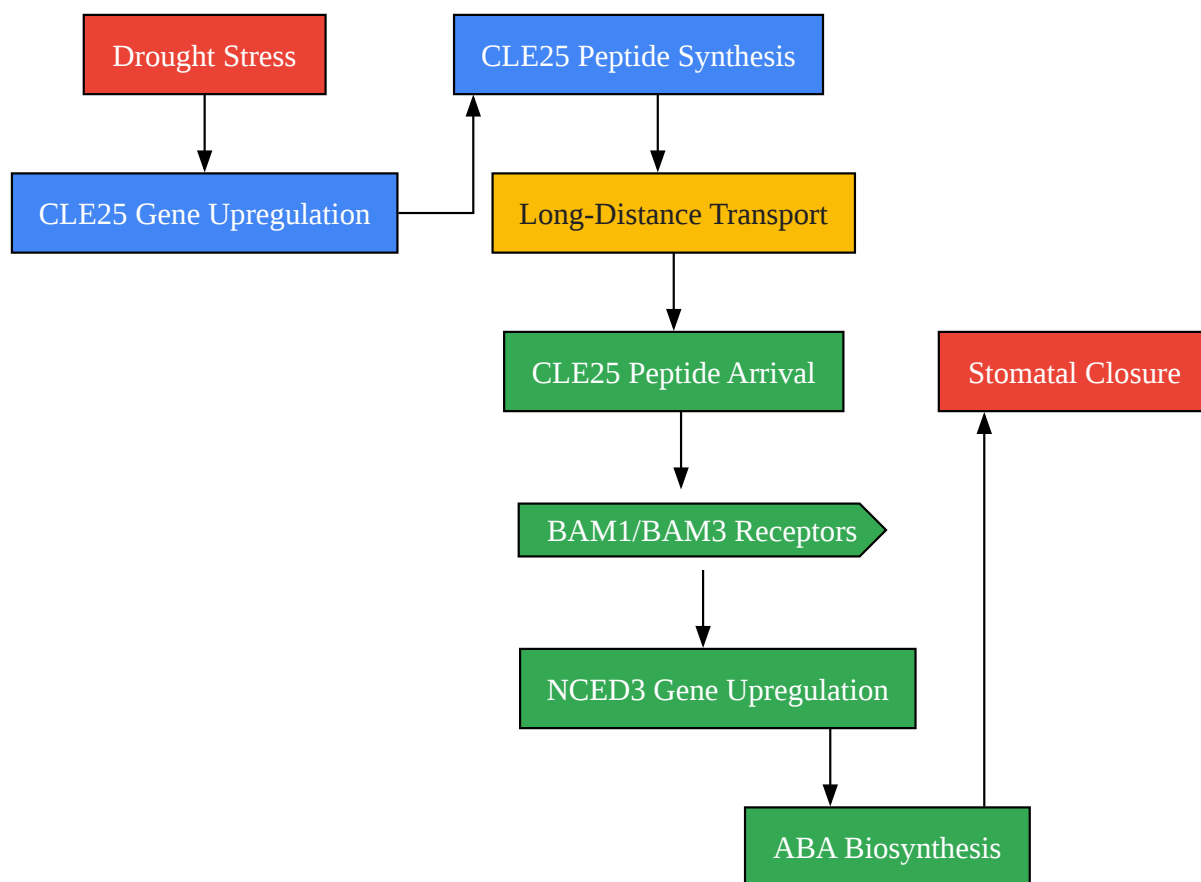 Drought Stress
CLE25 Peptide Synthesis
CLE25 Gene Upregulation
Long-Distance Transport
CLE25 Peptide Arrival
Stomatal Closure
BAM1/BAM3 Receptors
NCED3 Gene Upregulation
ABA Biosynthesis